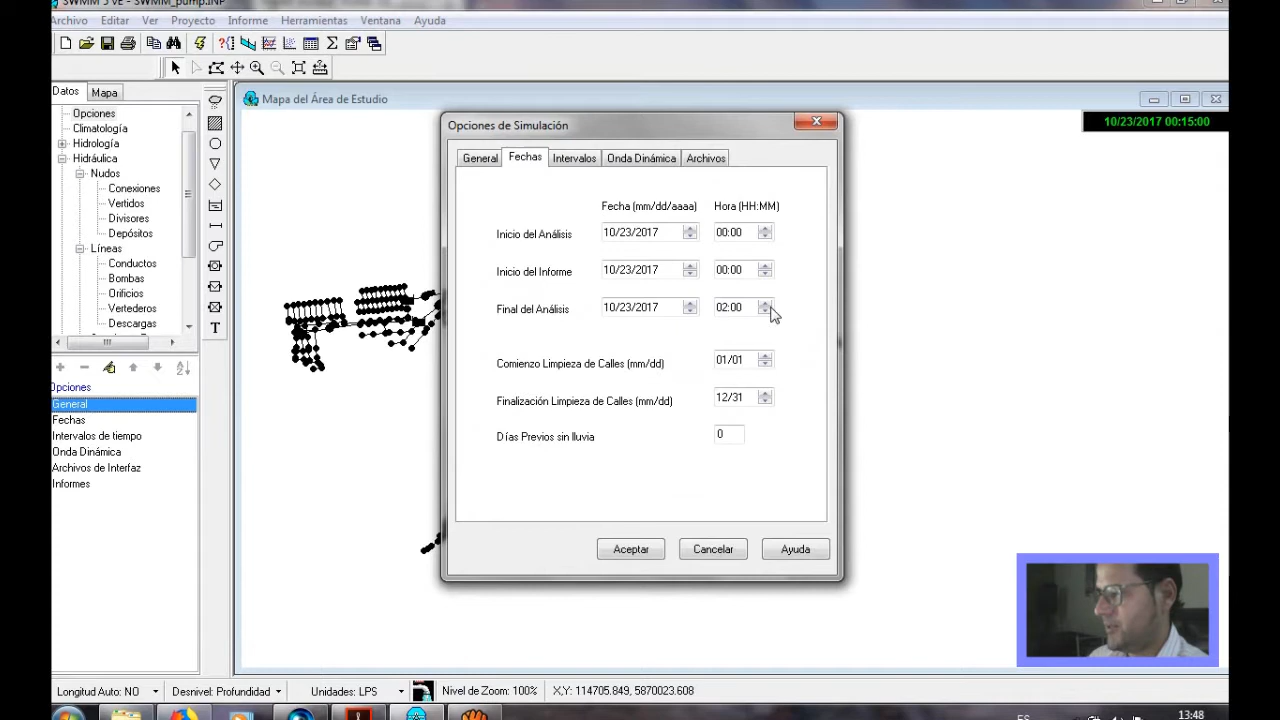 SWMM 5 vE - SWMM_pump.INP
Archivo Editar Ver Proyecto Informe Herramientas Ventana Ayuda
Datos Mapa
Opciones
Climatología
Hidrología
Hidráulica
Nudos
Conexiones
Vertidos
Divisores
Depósitos
Líneas
Conductos
Bombas
Orificios
Vertederos
Descargas
Opciones
General
Fechas
Intervalos de tiempo
Onda Dinámica
Archivos de Interfaz
Informes
T
Mapa del Área de Estudio
10/23/2017 00:15:00
Opciones de Simulación
General Fechas Intervalos Onda Dinámica Archivos
Fecha (mm/dd/aaaa) Hora (HH:MM)
Inicio del Análisis 10/23/2017 00:00
Inicio del Informe 10/23/2017 00:00
Final del Análisis 10/23/2017 02:00
Comienzo Limpieza de Calles (mm/dd) 01/01
Finalización Limpieza de Calles (mm/dd) 12/31
Días Previos sin lluvia 0
Aceptar Cancelar Ayuda
Longitud Auto: NO Desnivel: Profundidad Unidades: LPS Nivel de Zoom: 100% X,Y: 114705.849, 5870023.608
ES 13:48